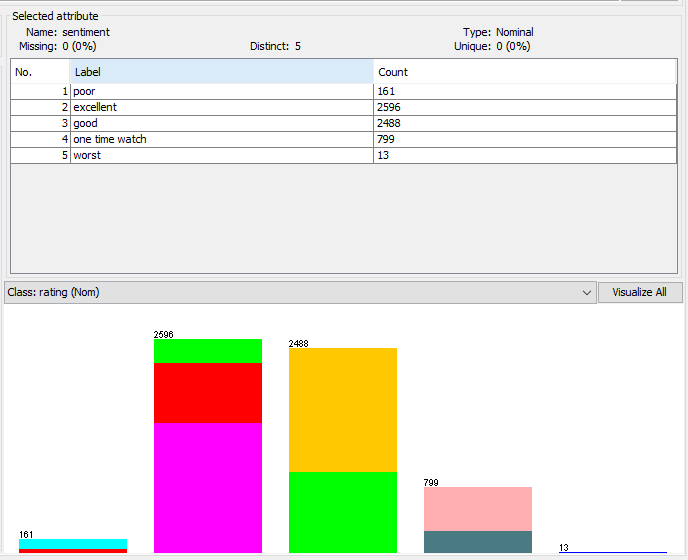 Selected attribute
Name: sentiment Type: Nominal
Missing: 0 (0%) Distinct: 5 Unique: 0 (0%)
No. Label Count
1 poor 161
2 excellent 2596
3 good 2488
4 one time watch 799
5 worst 13
Class: rating (Nom) Visualize All
2596
2488
799
161
13